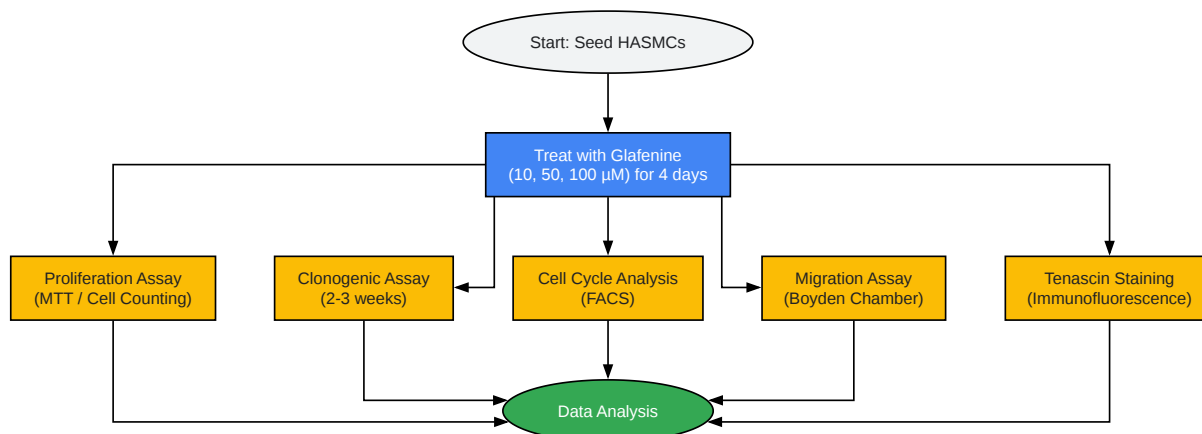 Start: Seed HASMCs
Treat with Glafenine
(10, 50, 100 µM) for 4 days
Proliferation Assay
(MTT / Cell Counting)
Clonogenic Assay
(2-3 weeks)
Cell Cycle Analysis
(FACS)
Migration Assay
(Boyden Chamber)
Tenascin Staining
(Immunofluorescence)
Data Analysis